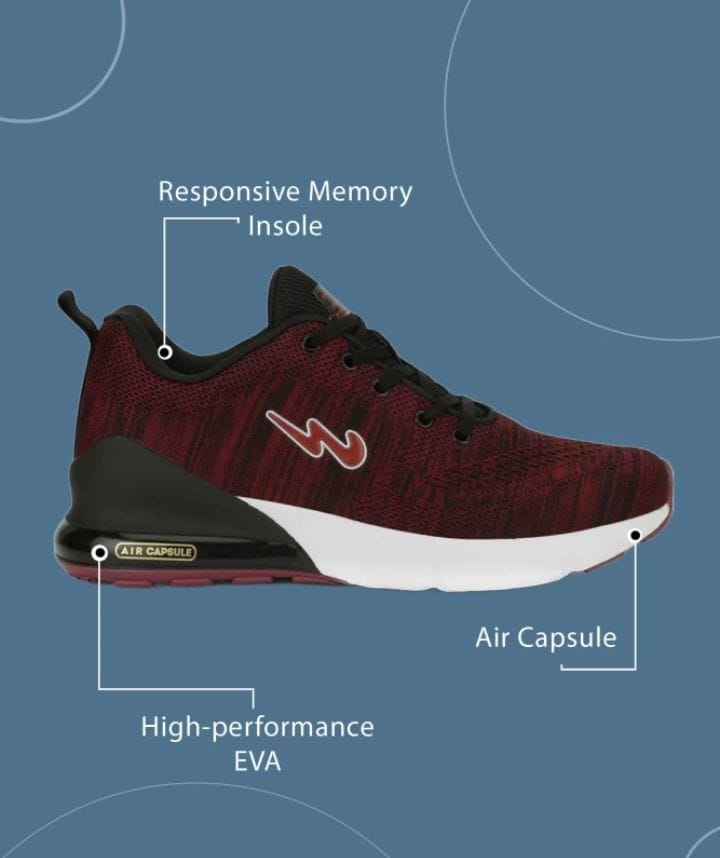 Responsive Memory
Insole
AIR CAPSULE
Air Capsule
High-performance
EVA